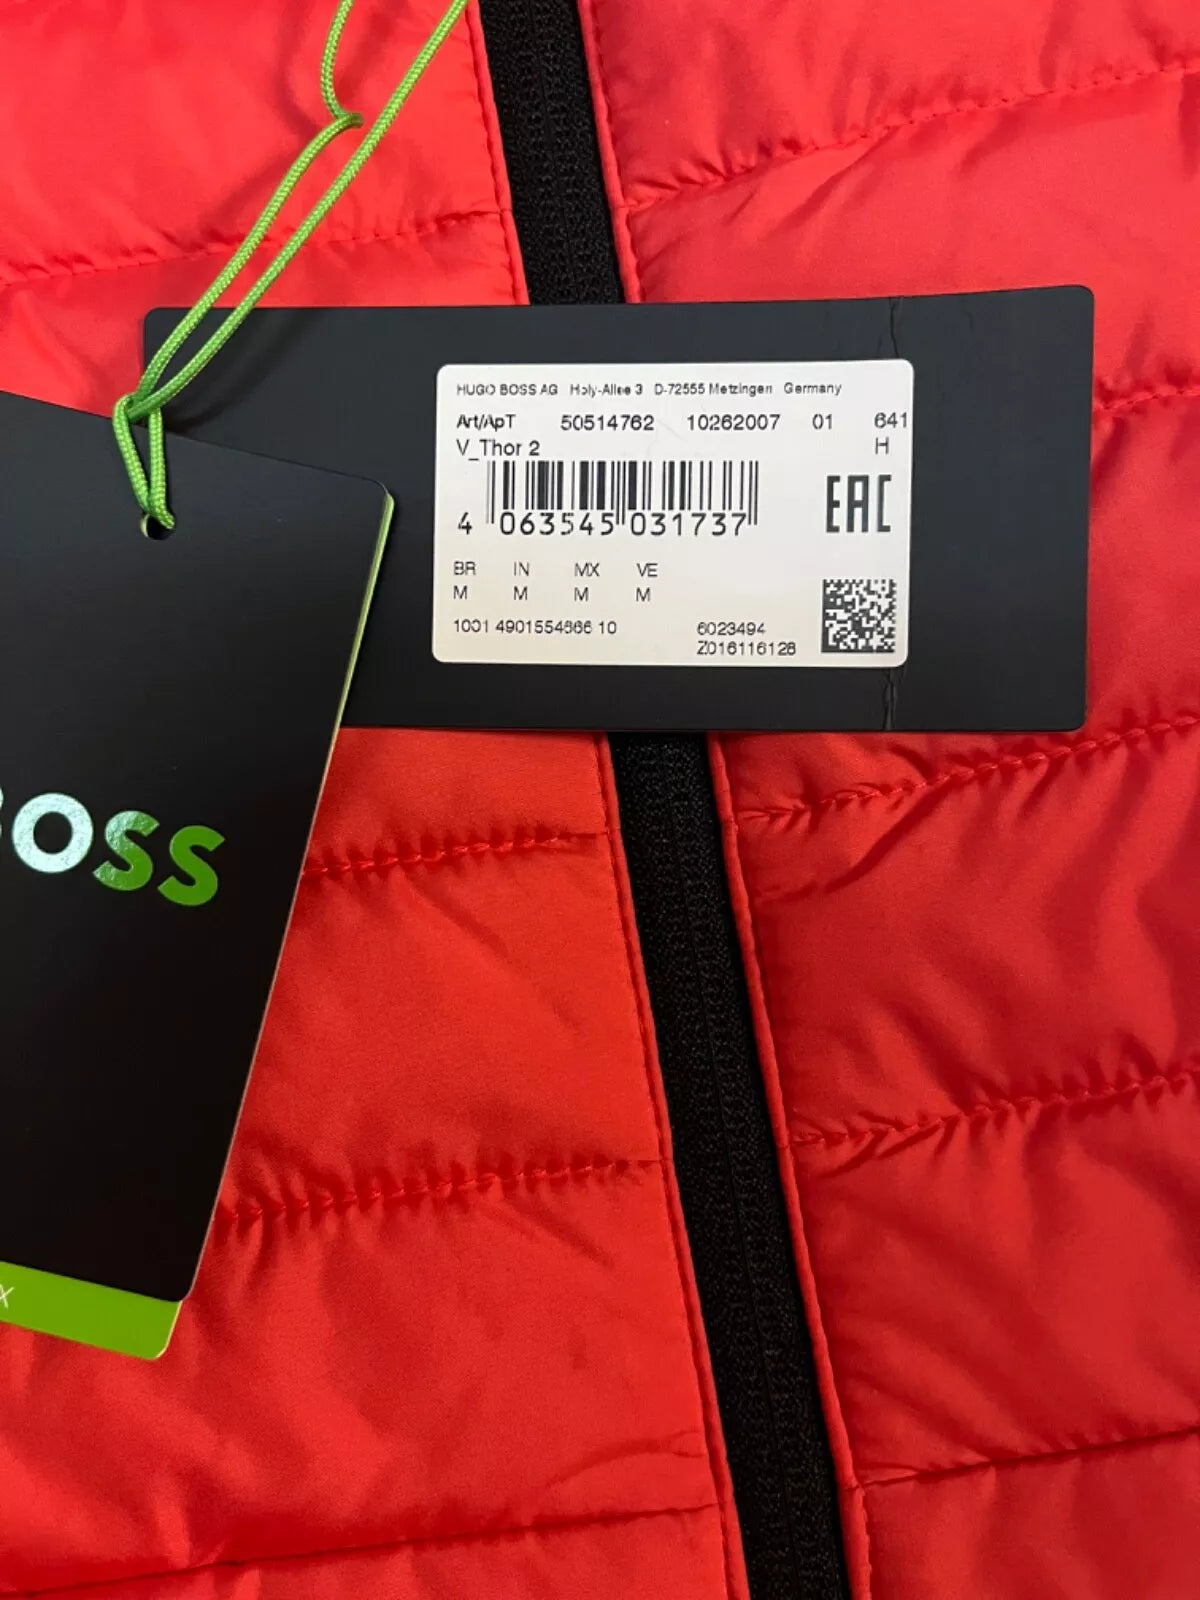 HUGO BOSS AG Holy-Allee 3 D-72555 Metzingen Germany
Art/ApT 50514762 10262007 01 641
V_Thor 2 H
4 063545 031737
EAC
BR IN MX VE
M M M M
1001 4901554666 10 6023494
Z016116128
BOSS
X